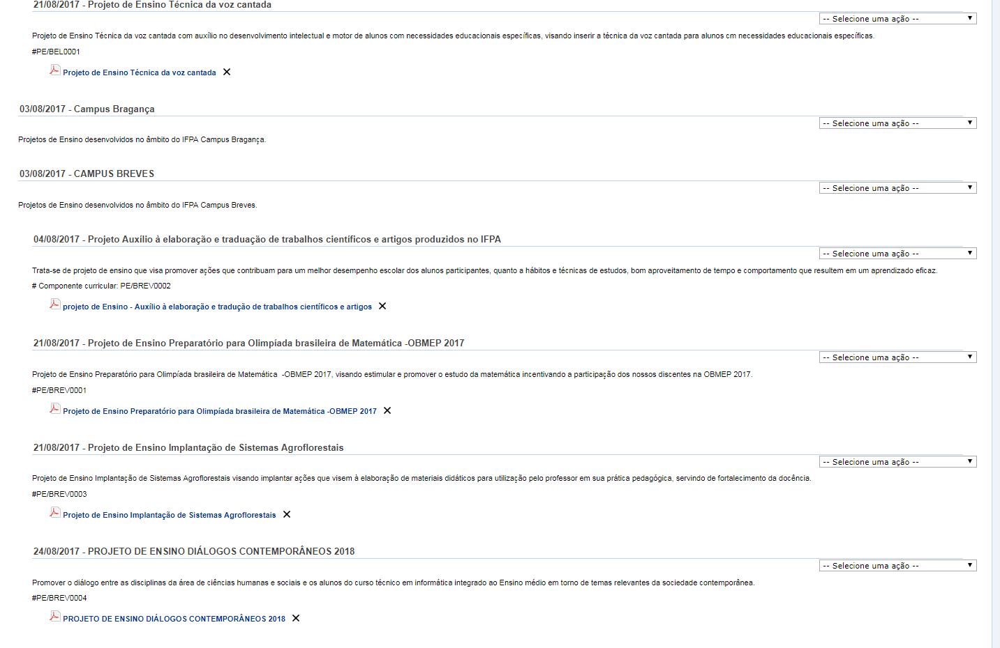 21/08/2017 - Projeto de Ensino Técnica da voz cantada
-- Selecione uma ação --
Projeto de Ensino Técnica da voz cantada com auxílio no desenvolvimento intelectual e motor de alunos com necessidades educacionais específicas, visando inserir a técnica da voz cantada para alunos cm necessidades educacionais específicas.
#PE/BEL0001
Projeto de Ensino Técnica da voz cantada
03/08/2017 - Campus Bragança
-- Selecione uma ação --
Projetos de Ensino desenvolvidos no âmbito do IFPA Campus Bragança.
03/08/2017 - CAMPUS BREVES
-- Selecione uma ação --
Projetos de Ensino desenvolvidos no âmbito do IFPA Campus Breves.
04/08/2017 - Projeto Auxílio à elaboração e traduação de trabalhos científicos e artigos produzidos no IFPA
-- Selecione uma ação --
Trata-se de projeto de ensino que visa promover ações que contribuam para um melhor desempenho escolar dos alunos participantes, quanto a hábitos e técnicas de estudos, bom aproveitamento de tempo e comportamento que resultem em um aprendizado eficaz.
# Componente curricular: PE/BREV0002
projeto de Ensino - Auxílio à elaboração e tradução de trabalhos científicos e artigos
21/08/2017 - Projeto de Ensino Preparatório para Olimpíada brasileira de Matemática -OBMEP 2017
-- Selecione uma ação --
Projeto de Ensino Preparatório para Olimpíada brasileira de Matemática  -OBMEP 2017, visando estimular e promover o estudo da matemática incentivando a participação dos nossos discentes na OBMEP 2017.
#PE/BREV0001
Projeto de Ensino Preparatório para Olimpíada brasileira de Matemática -OBMEP 2017
21/08/2017 - Projeto de Ensino Implantação de Sistemas Agroflorestais
-- Selecione uma ação --
Projeto de Ensino Implantação de Sistemas Agroflorestais visando implantar ações que visem à elaboração de materiais didáticos para utilização pelo professor em sua prática pedagógica, servindo de fortalecimento da docência.
#PE/BREV0003
Projeto de Ensino Implantação de Sistemas Agroflorestais
24/08/2017 - PROJETO DE ENSINO DIÁLOGOS CONTEMPORÂNEOS 2018
-- Selecione uma ação --
Promover o diálogo entre as disciplinas da área de ciências humanas e sociais e os alunos do curso técnico em informática integrado ao Ensino médio em torno de temas relevantes da sociedade contemporânea.
#PE/BREV0004
PROJETO DE ENSINO DIÁLOGOS CONTEMPORÂNEOS 2018